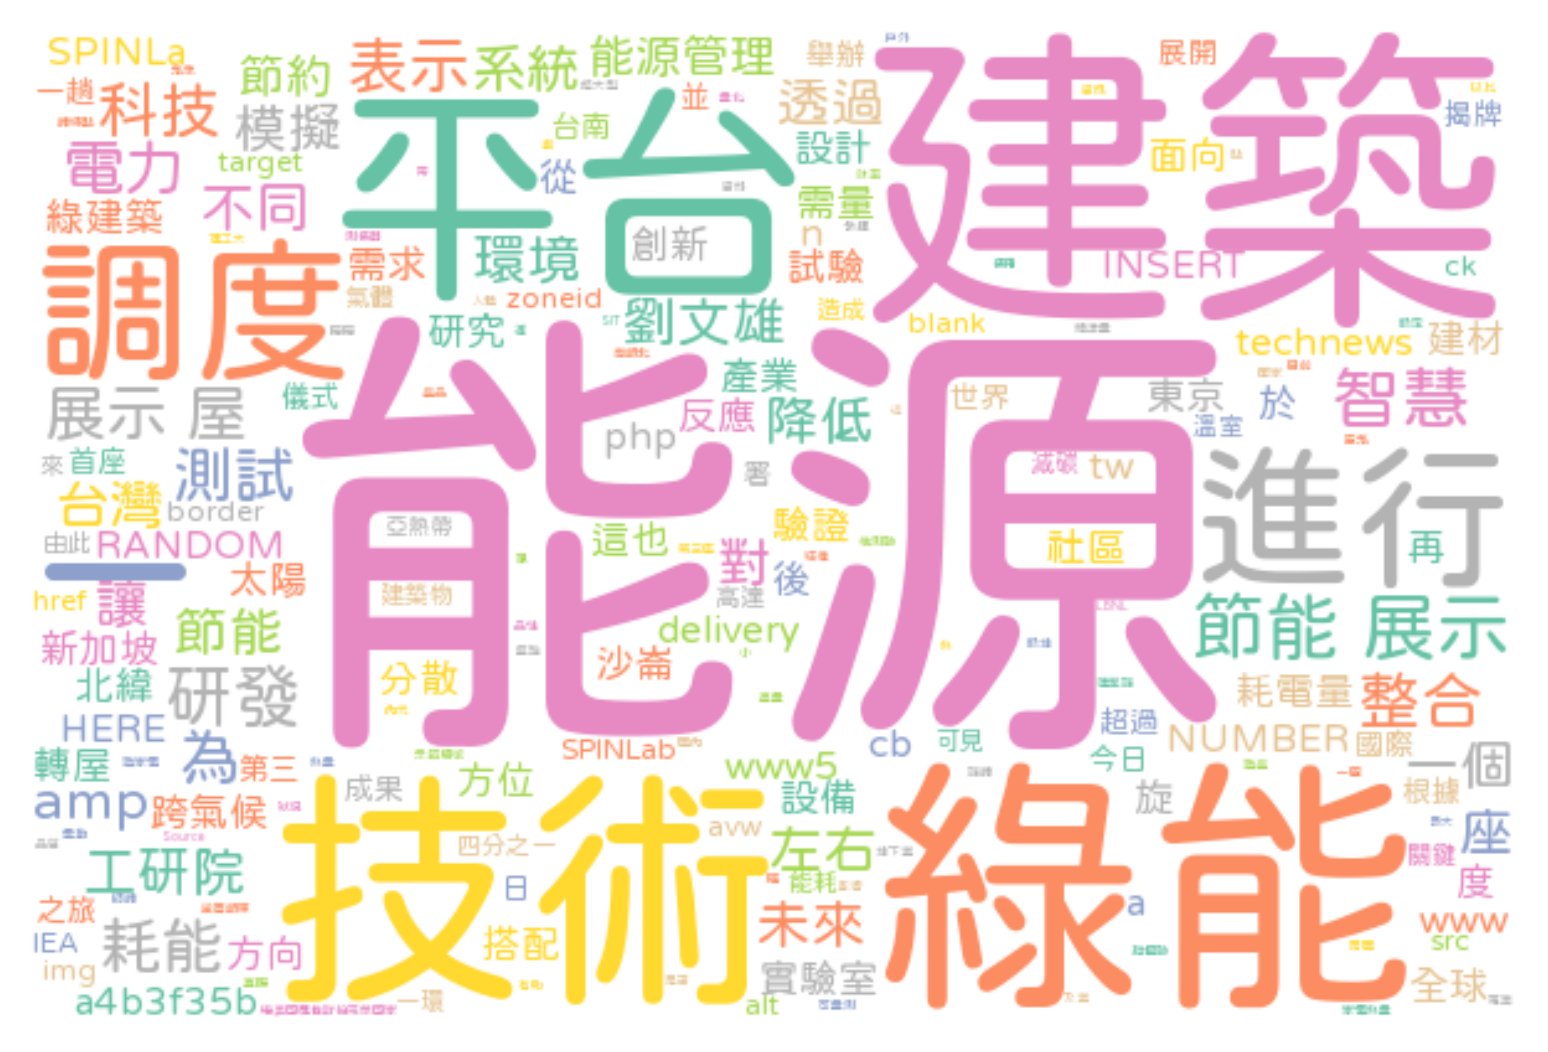 SPINLa
節約
表示
系統
能源管理
舉辦
建築
展開
一趟
科技
模擬
平台
並
透過
揭牌
電力
target
台南
設計
面向
綠建築
不同
從
需量
調度
需求
環境
創新
n
試驗
INSERT
ck
氣體
zoneid
SIT
劉文雄
造成
研究
blank
technews
建材
能源
產業
展示 屋
儀式
反應
降低
世界
東京
於
智慧
溫室
php
來
首座
測試
署
減碳
tw
進行
台灣
border
亞熱帶
這也
驗證
社區
再
由此
RANDOM
一
太陽
對
後
href
讓
建築物
高達
LBNL
新加坡
節能
delivery
節能 展示
北緯
研發
分散
沙崙
耗電量
整合
HERE
為
超過
轉屋
第三
SPINLab
cb
可見
今日
NUMBER
國際
一個
amp
跨氣候
成果
方位
www5
設備
旋
根據
Source
技術
綠能
工研院
四分之一
avw
左右
座
關鍵
日
能耗
度
之旅
a
IEA
耗能
方向
搭配
未來
www
src
img
實驗室
全球
a4b3f35b
一環
alt